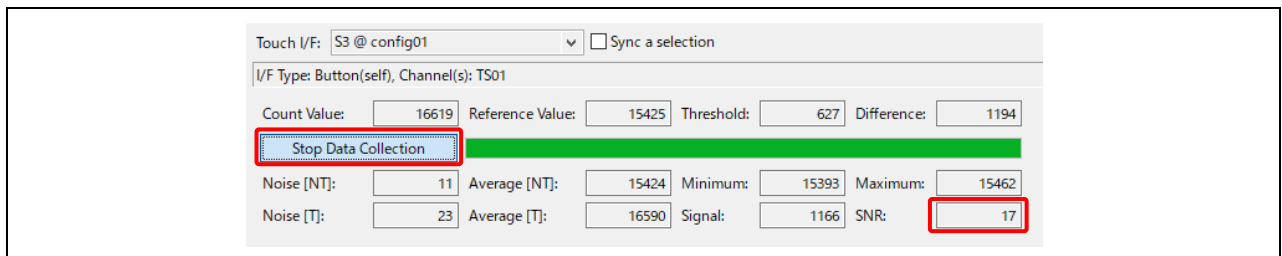 Touch I/F: S3 @ config01 Sync a selection
I/F Type: Button(self), Channel(s): TS01
Count Value: 16619 Reference Value: 15425 Threshold: 627 Difference: 1194
Stop Data Collection
Noise [NT]: 11 Average [NT]: 15424 Minimum: 15393 Maximum: 15462
Noise [T]: 23 Average [T]: 16590 Signal: 1166 SNR: 17